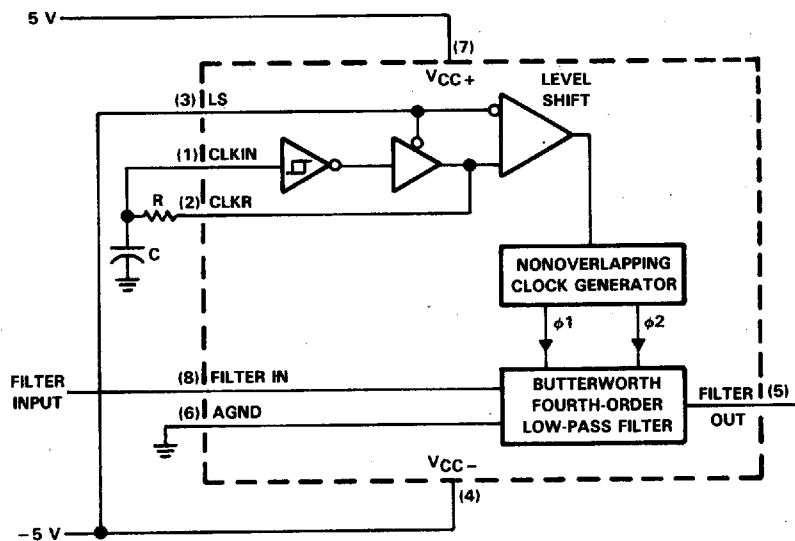 5 V
(7)
VCC+
LEVEL
SHIFT
(3) LS
(1) CLKIN
R
(2) CLKR
C
NONOVERLAPPING
CLOCK GENERATOR
ϕ1
ϕ2
FILTER
INPUT
(8) FILTER IN
(6) AGND
BUTTERWORTH
FOURTH-ORDER
LOW-PASS FILTER
FILTER
OUT
(5)
VCC−
(4)
−5 V